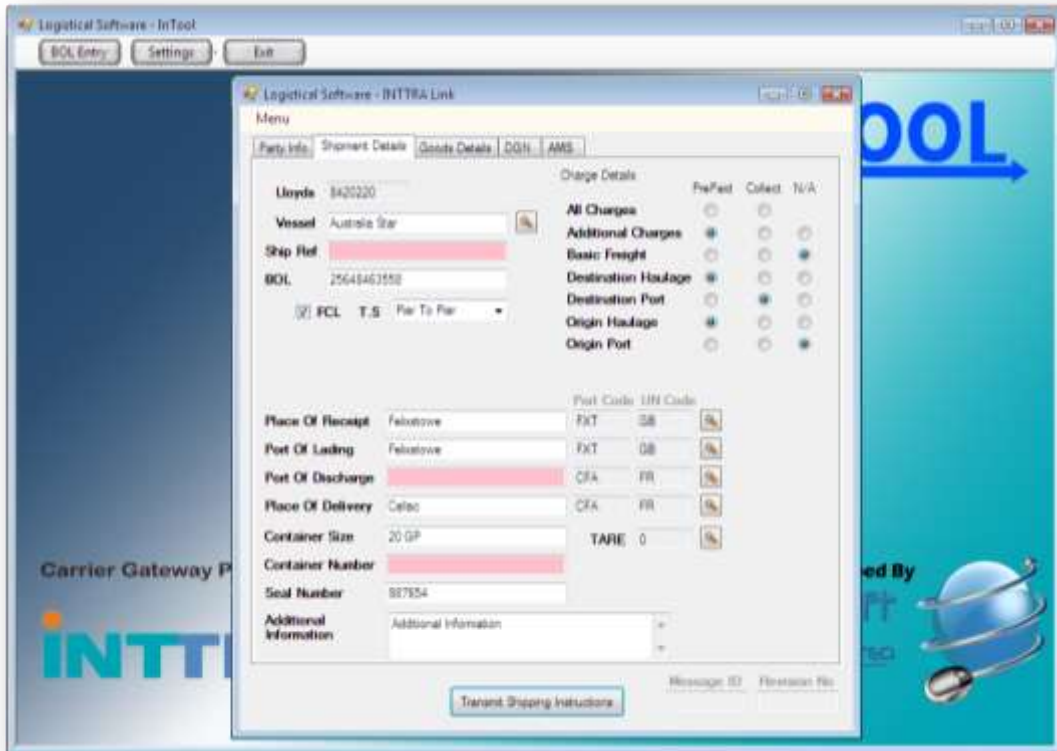 Logistical Software - InTool
BOL Entry Settings Exit
OOL
Logistical Software - INTTRA Link
Menu
Party Info Shipment Details Goods Details DGN AMS
Charge Details
PrePaid Collect N/A
Lloyds 8420220
All Charges
Vessel Australia Star
Additional Charges
Ship Ref
Basic Freight
BOL 25648463558
Destination Haulage
Destination Port
FCL T.S Pier To Pier
Origin Haulage
Origin Port
Port Code UN Code
Place Of Receipt Felixstowe FXT GB
Port Of Lading Felixstowe FXT GB
Port Of Discharge CFA FR
Place Of Delivery CFA FR
Container Size 20 GP TARE 0
Container Number
Seal Number 987654
Additional Information Additional Information
Carrier Gateway P
ed By
INTT
Message ID Revision No
Transmit Shipping Instructions